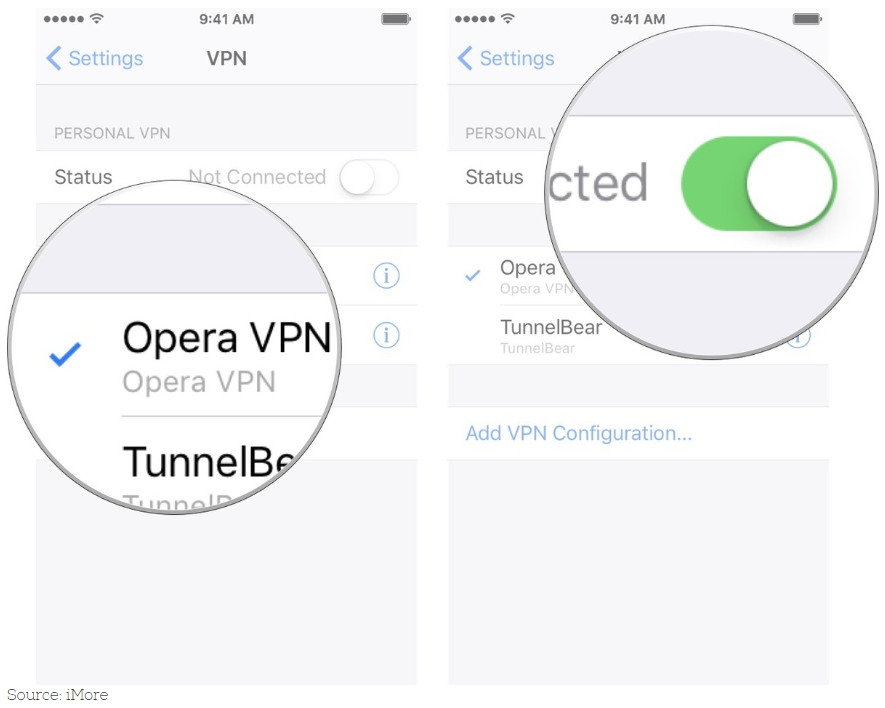 9:41 AM
Settings
VPN
PERSONAL VPN
Status
Not Connected
Opera VPN
Opera VPN
TunnelBe
TunnelB
9:41 AM
Settings
PERSONAL V
Status
cted
Opera
Opera VPN
TunnelBear
TunnelBear
Add VPN Configuration...
Source: iMore